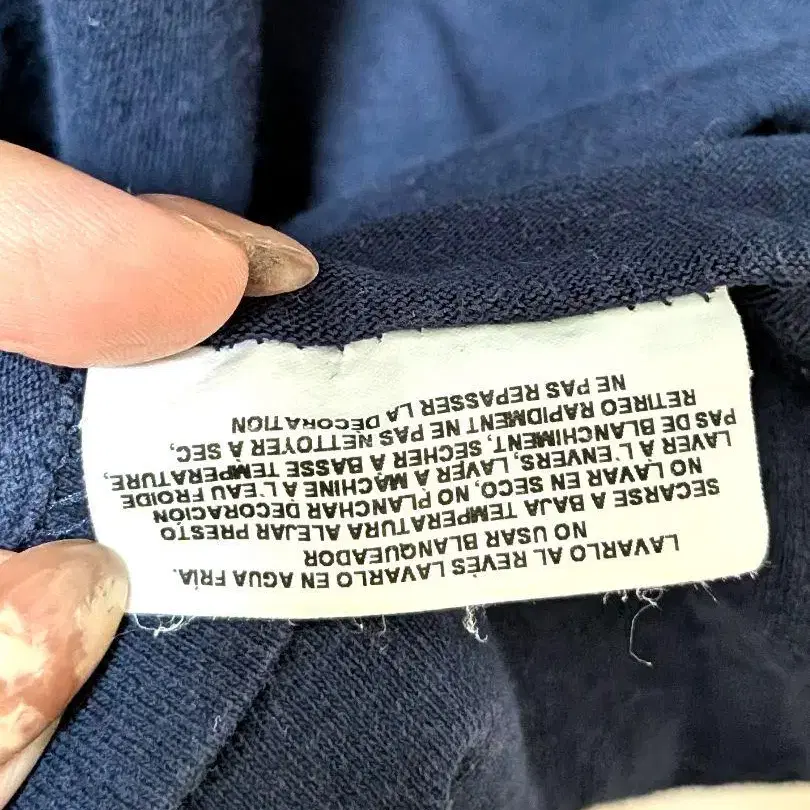 LAVARLO AL REVÉS LAVARLO EN AGUA FRÍA.
NO USAR BLANQUEADOR
SECARSE A BAJA TEMPERATURA ALEJAR PRESTO
NO LAVAR EN SECO, NO PLANCHAR DECORACION
LAVER A L'ENVERS, LAVER A MACHINE A L'EAU FROIDE
PAS DE BLANCHIMENT, SECHER A BASSE TEMPERATURE,
RETIREO RAPIDMENT NE PAS NETTOYER A SEC,
NE PAS REPASSER LA DÉCORATION